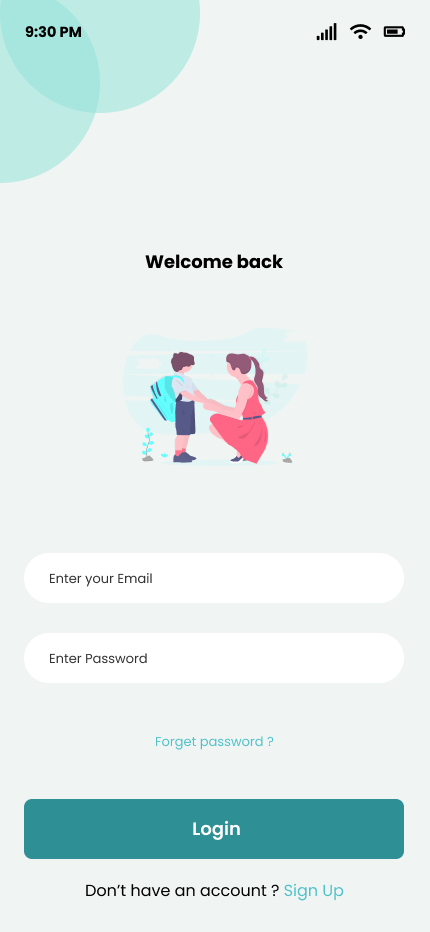 9:30 PM
Welcome back
Enter your Email
Enter Password
Forget password ?
Login
Don’t have an account ? Sign Up